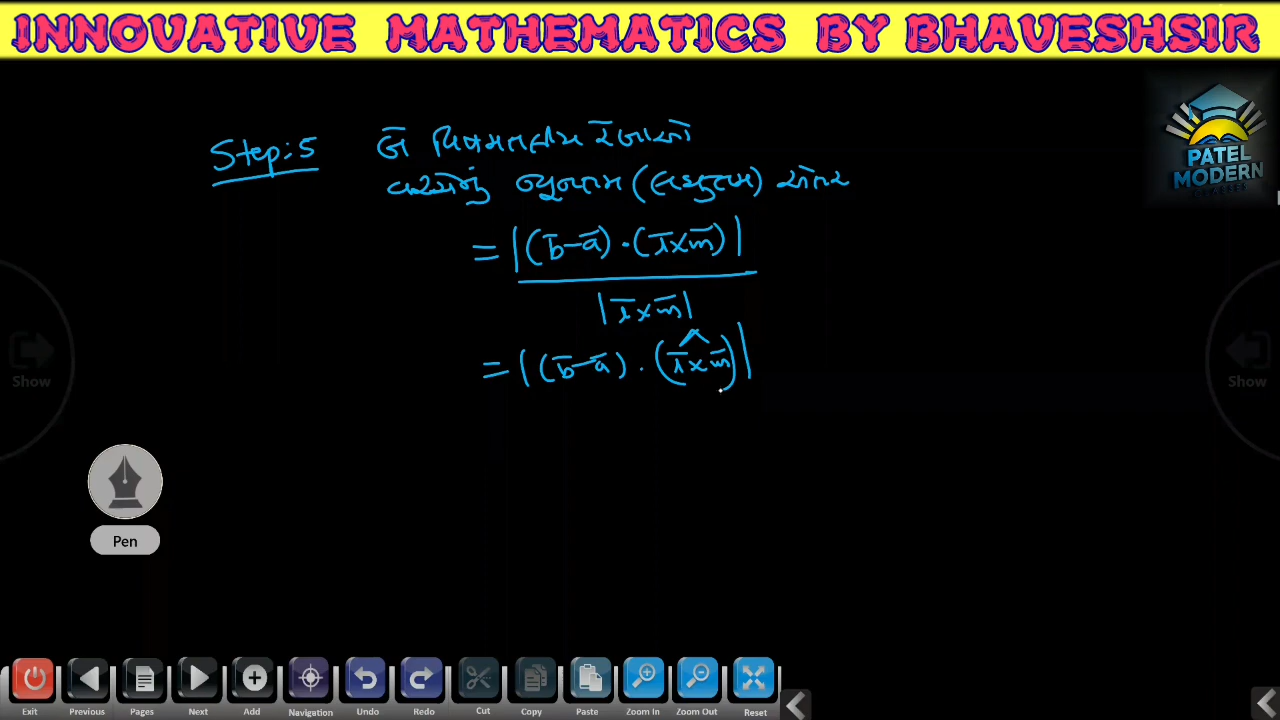 INNOVATIVE MATHEMATICS BY BHAVESHSIR
PATEL
MODERN
Step:5 બે વિષમતલીય રેખાઓ
વચ્ચેનું ન્યુનતમ (લઘુત્તમ) અંતર
= |(b̄-ā)·(l̄×m̄)|
|l̄×m̄|
= |(b̄-ā)·(l̄×m̄)^|
Show
Show
Pen
Exit Previous Pages Next Add Navigation Undo Redo Cut Copy Paste Zoom In Zoom Out Reset